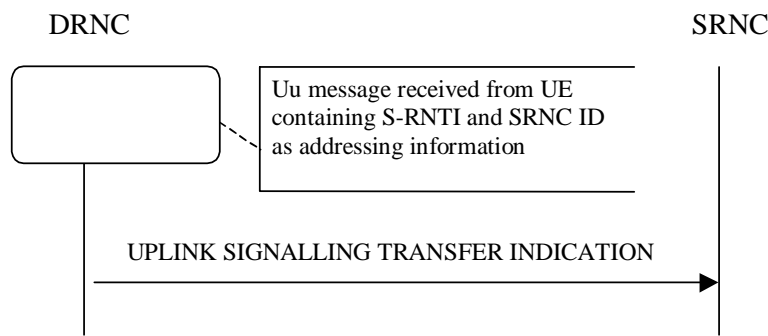 DRNC
SRNC
Uu message received from UE
containing S-RNTI and SRNC ID
as addressing information
UPLINK SIGNALLING TRANSFER INDICATION